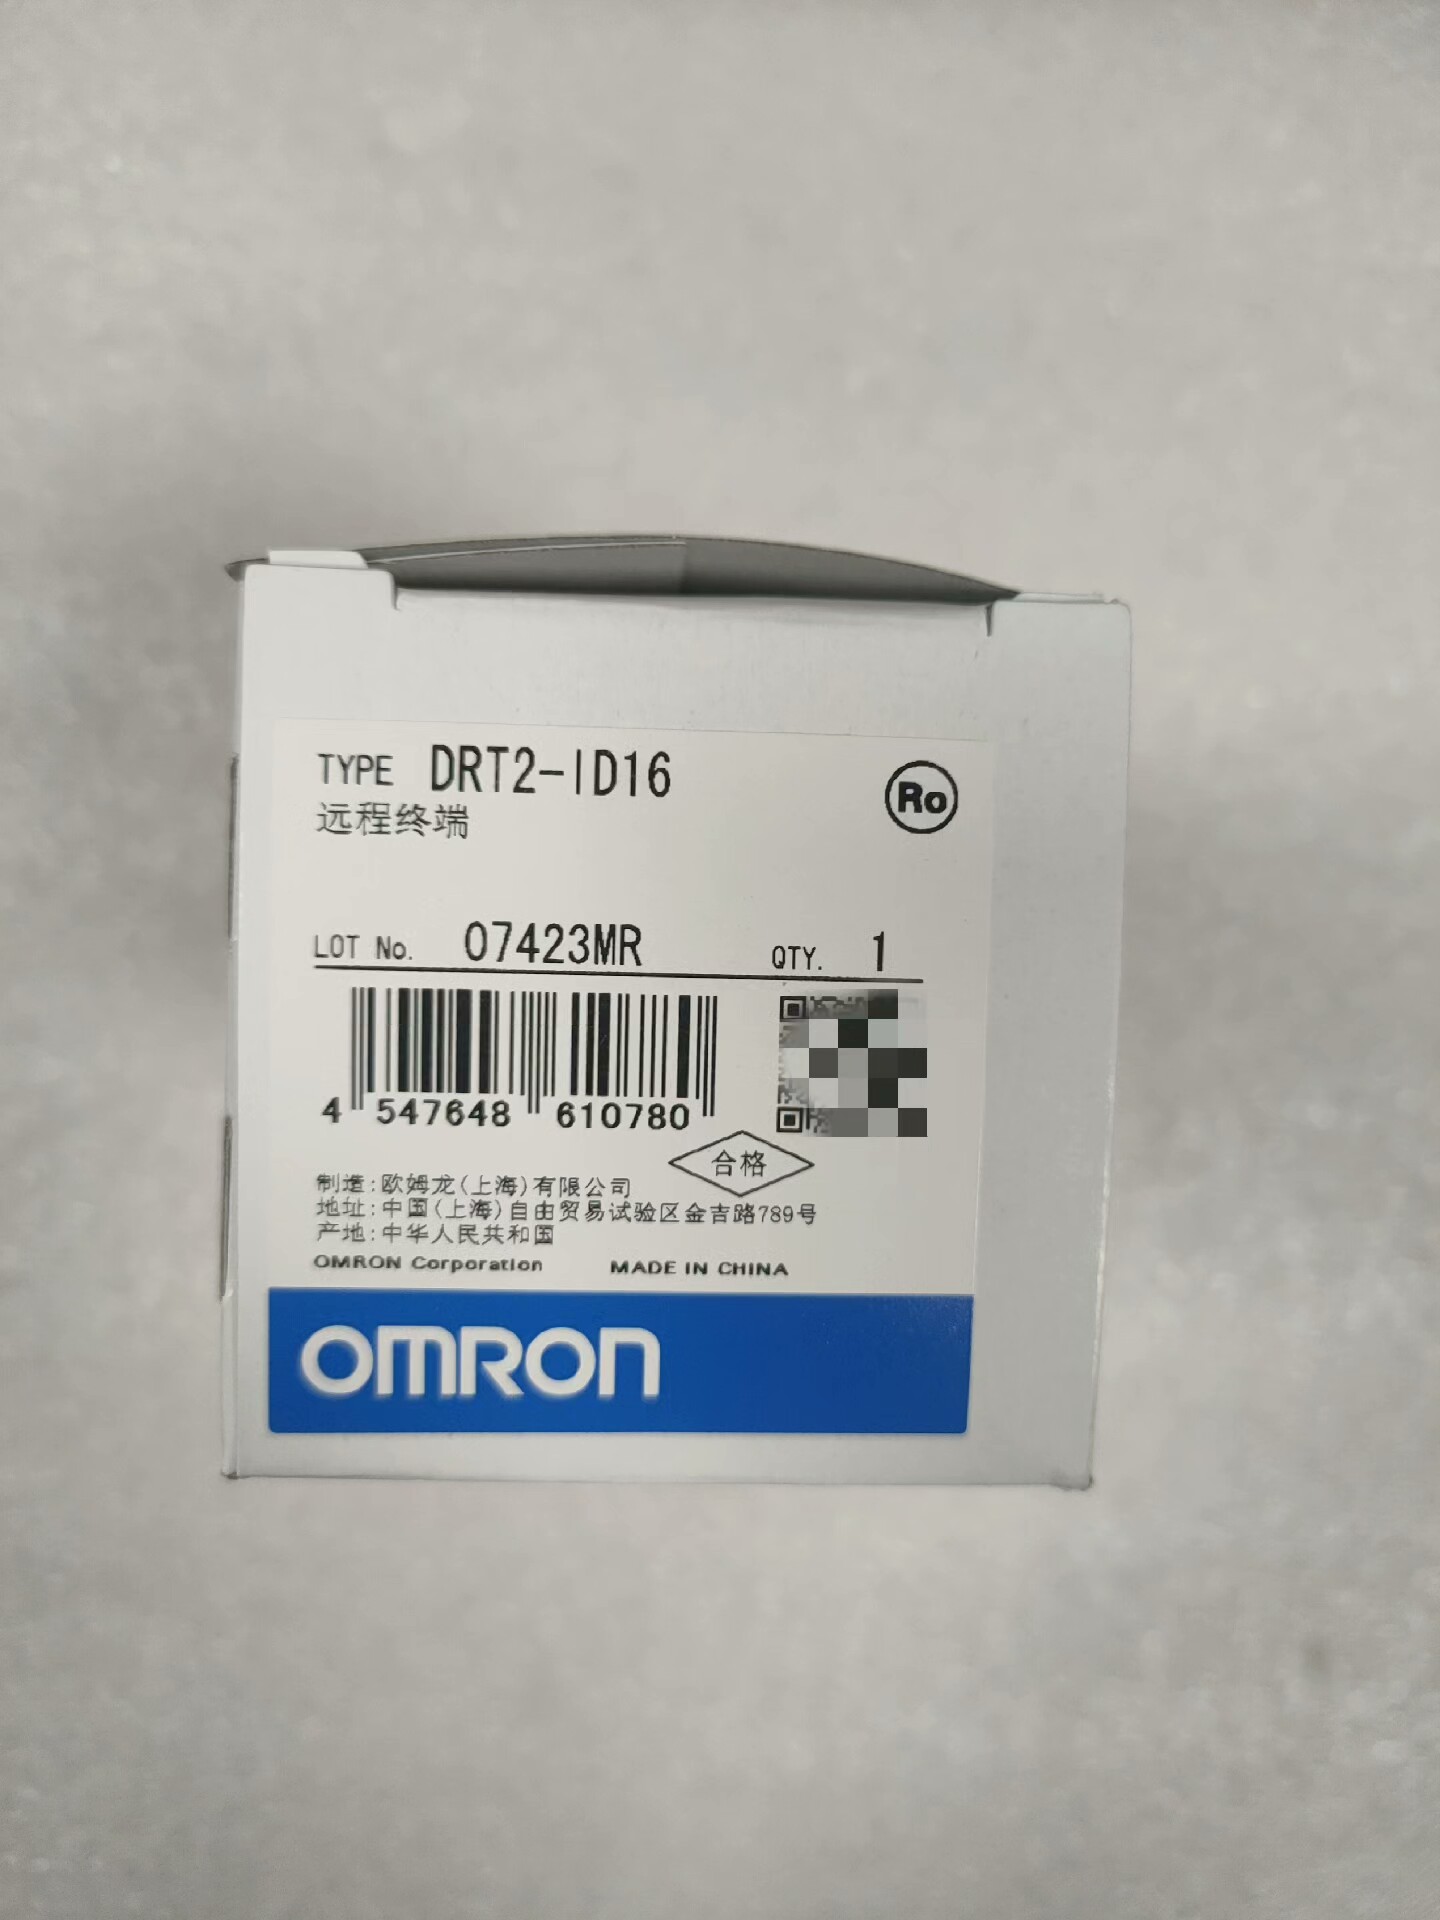 TYPE DRT2-ID16
Ro
远程终端
LOT No. 07423MR QTY. 1
4 547648 610780
合格
制造:欧姆龙(上海)有限公司
地址:中国(上海)自由贸易试验区金吉路789号
产地:中华人民共和国
OMRON Corporation MADE IN CHINA
OMRON